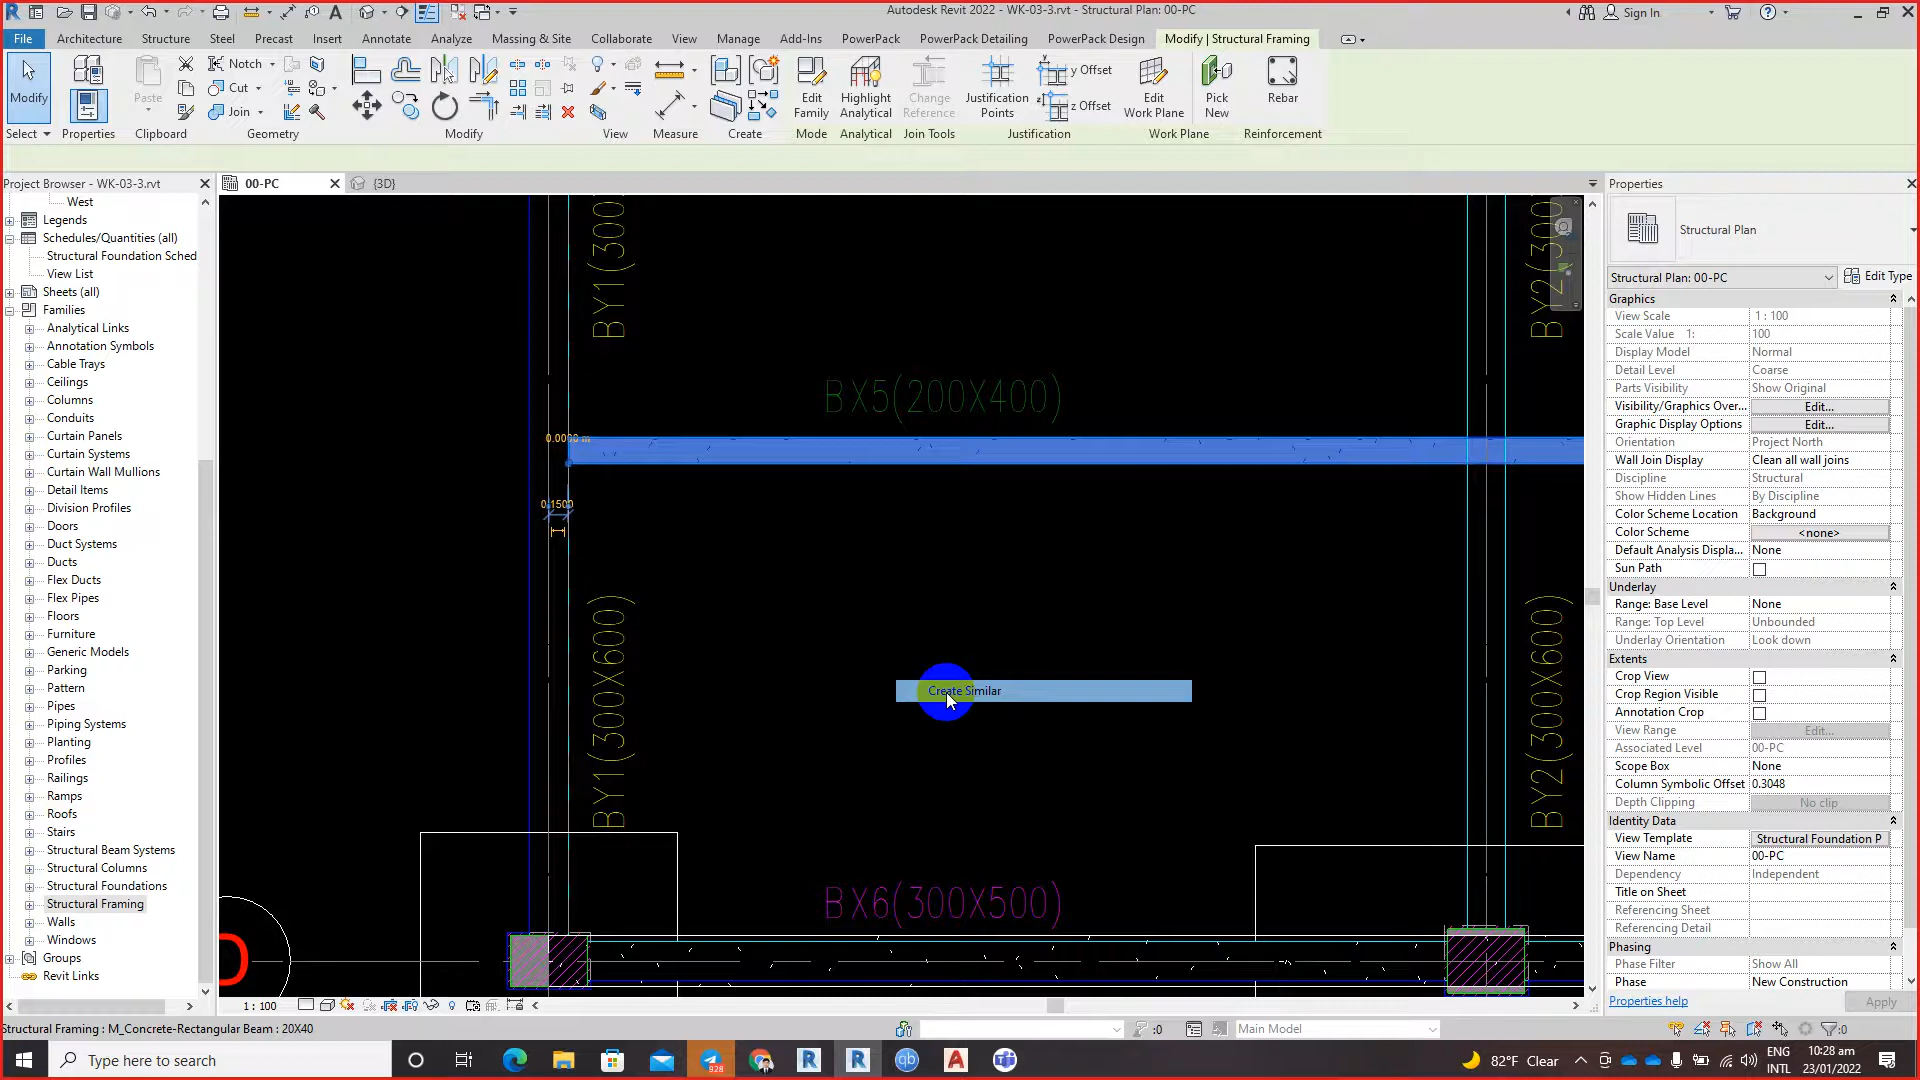 Autodesk Revit 2022 - WK-03-3.rvt - Structural Plan: 00-PC
Sign In
File
Architecture
Structure
Steel
Precast
Insert
Annotate
Analyze
Massing & Site
Collaborate
View
Manage
Add-Ins
PowerPack
PowerPack Detailing
PowerPack Design
Modify | Structural Framing
Modify
Paste
Notch
Cut
Join
Edit Family
Highlight Analytical
Change Reference
Justification Points
y Offset
z Offset
Edit Work Plane
Pick New
Rebar
Select
Properties
Clipboard
Geometry
Modify
View
Measure
Create
Mode
Analytical
Join Tools
Justification
Work Plane
Reinforcement
Project Browser - WK-03-3.rvt
West
Legends
Schedules/Quantities (all)
Structural Foundation Sched
View List
Sheets (all)
Families
Analytical Links
Annotation Symbols
Cable Trays
Ceilings
Columns
Conduits
Curtain Panels
Curtain Systems
Curtain Wall Mullions
Detail Items
Division Profiles
Doors
Duct Systems
Ducts
Flex Ducts
Flex Pipes
Floors
Furniture
Generic Models
Parking
Pattern
Pipes
Piping Systems
Planting
Profiles
Railings
Ramps
Roofs
Stairs
Structural Beam Systems
Structural Columns
Structural Foundations
Structural Framing
Walls
Windows
Groups
Revit Links
00-PC
{3D}
BY1(300
BY2(300
BX5(200X400)
0.0000 m
0.1500
Create Similar
BY1(300X600)
BY2(300X600)
BX6(300X500)
1 : 100
Properties
Structural Plan
Structural Plan: 00-PC
Edit Type
Graphics
View Scale 1 : 100
Scale Value 1: 100
Display Model Normal
Detail Level Coarse
Parts Visibility Show Original
Visibility/Graphics Over... Edit...
Graphic Display Options Edit...
Orientation Project North
Wall Join Display Clean all wall joins
Discipline Structural
Show Hidden Lines By Discipline
Color Scheme Location Background
Color Scheme <none>
Default Analysis Displa... None
Sun Path
Underlay
Range: Base Level None
Range: Top Level Unbounded
Underlay Orientation Look down
Extents
Crop View
Crop Region Visible
Annotation Crop
View Range Edit...
Associated Level 00-PC
Scope Box None
Column Symbolic Offset 0.3048
Depth Clipping No clip
Identity Data
View Template Structural Foundation P
View Name 00-PC
Dependency Independent
Title on Sheet
Referencing Sheet
Referencing Detail
Phasing
Phase Filter Show All
Phase New Construction
Properties help
Apply
Structural Framing : M_Concrete-Rectangular Beam : 20X40
:0
Main Model
:0
Type here to search
928
82°F Clear
ENG
INTL
10:28 am
23/01/2022